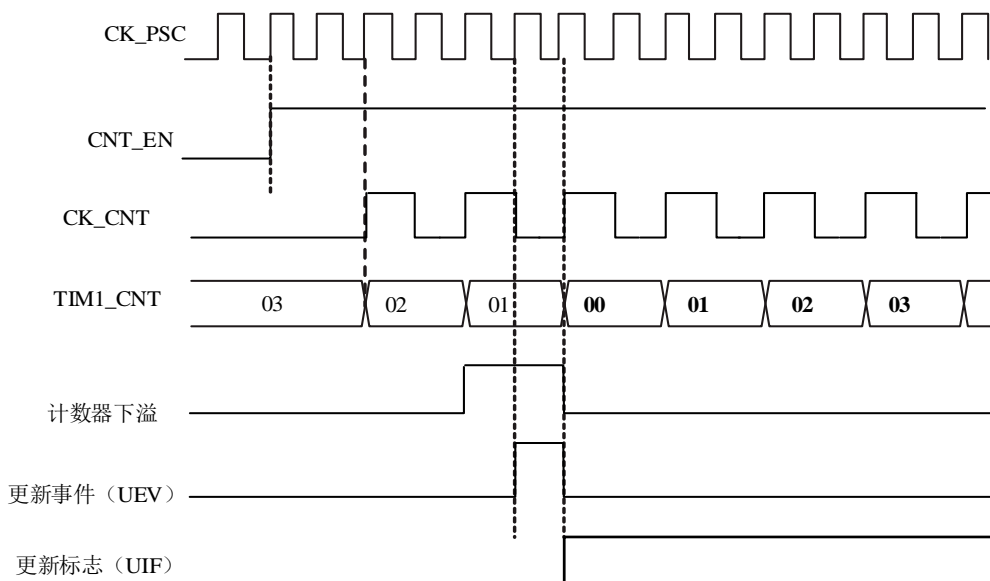 CK_PSC
CNT_EN
CK_CNT
TIM1_CNT 03 02 01 00 01 02 03
计数器下溢
更新事件（UEV）
更新标志（UIF）